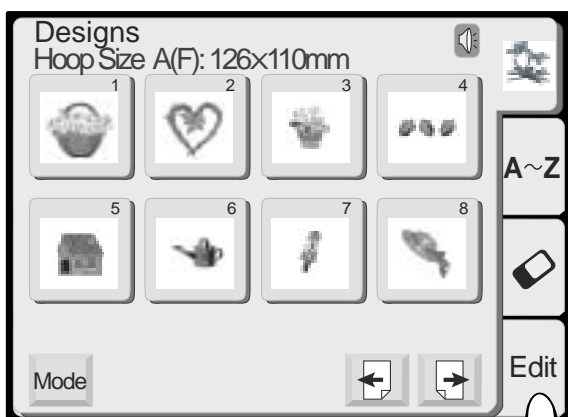 Designs
Hoop Size A(F): 126×110mm
1 2 3 4
A~Z
5 6 7 8
Mode
Edit